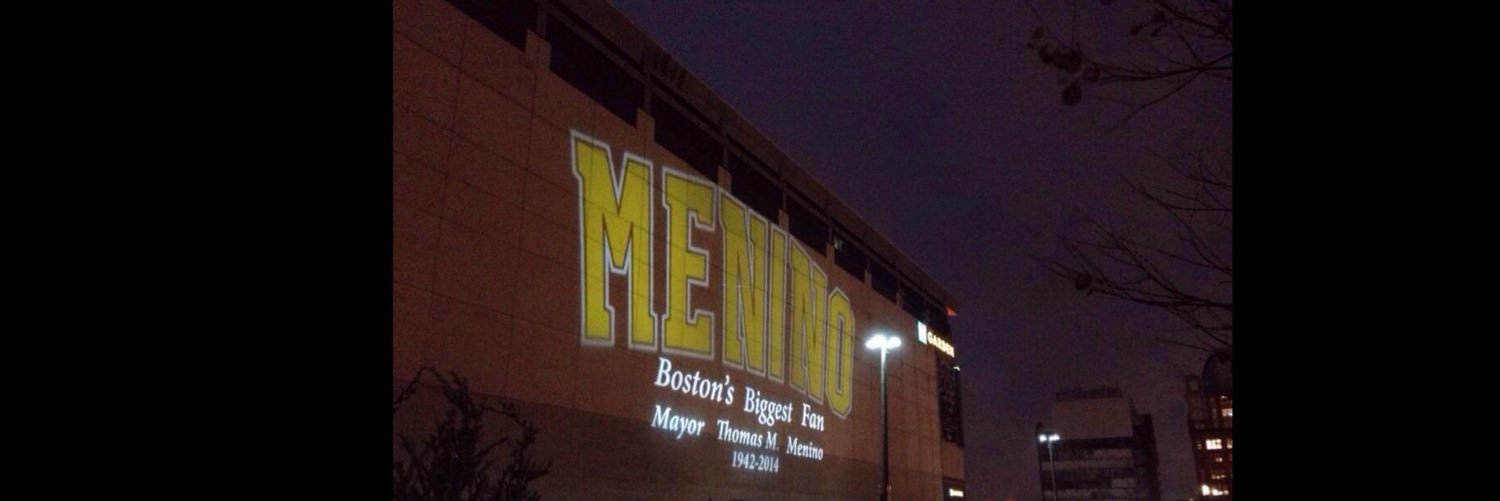 MENINO
Boston's Biggest Fan
Mayor Thomas M. Menino
1942-2014
GARDEN